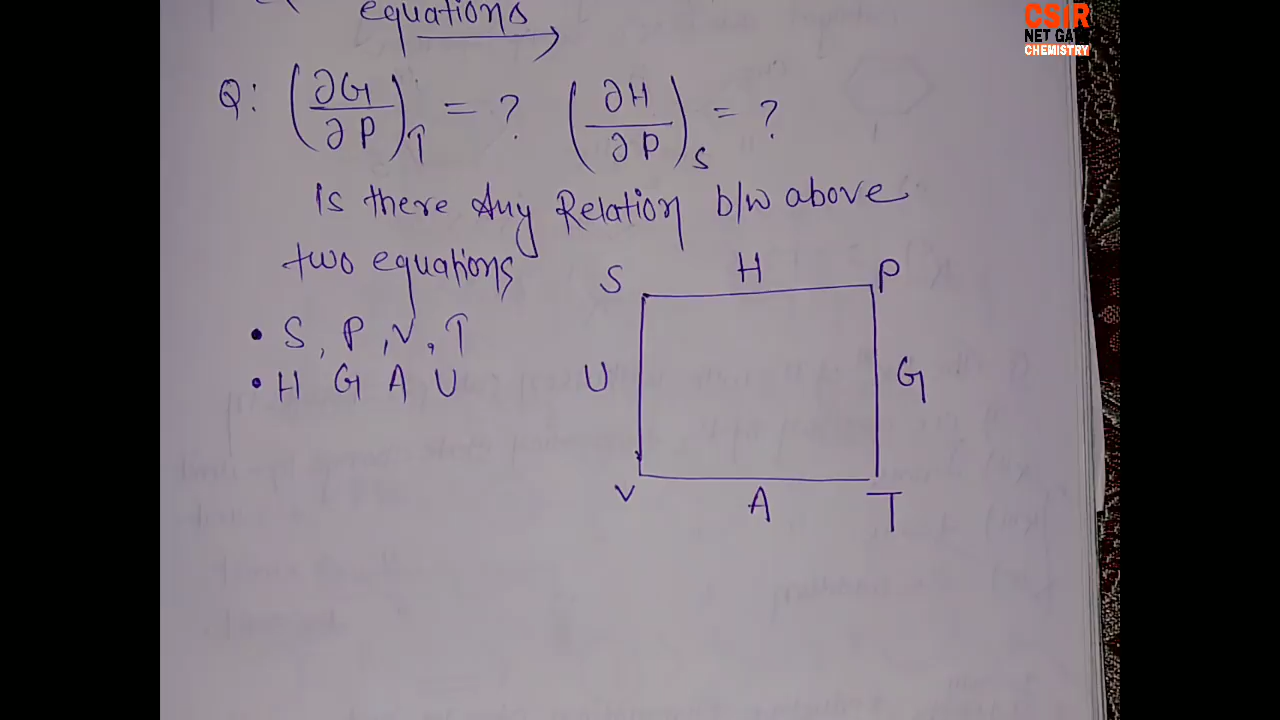 equations
CSIR
NET GATE
CHEMISTRY
Q: (∂G/∂P)T = ? (∂H/∂P)S = ?
is there Any Relation b/w above
two equations
• S, P, V, T
• H G A U
S H P
U G
V A T